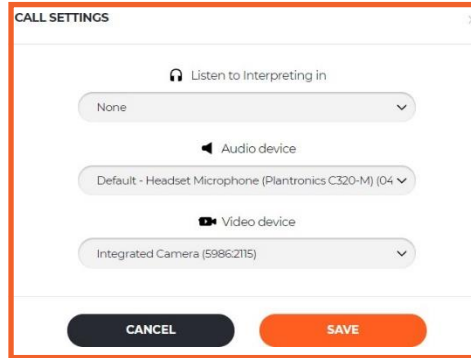 CALL SETTINGS
Listen to Interpreting in
None
Audio device
Default - Headset Microphone (Plantronics C320-M) (04
Video device
Integrated Camera (5986:2115)
CANCEL
SAVE